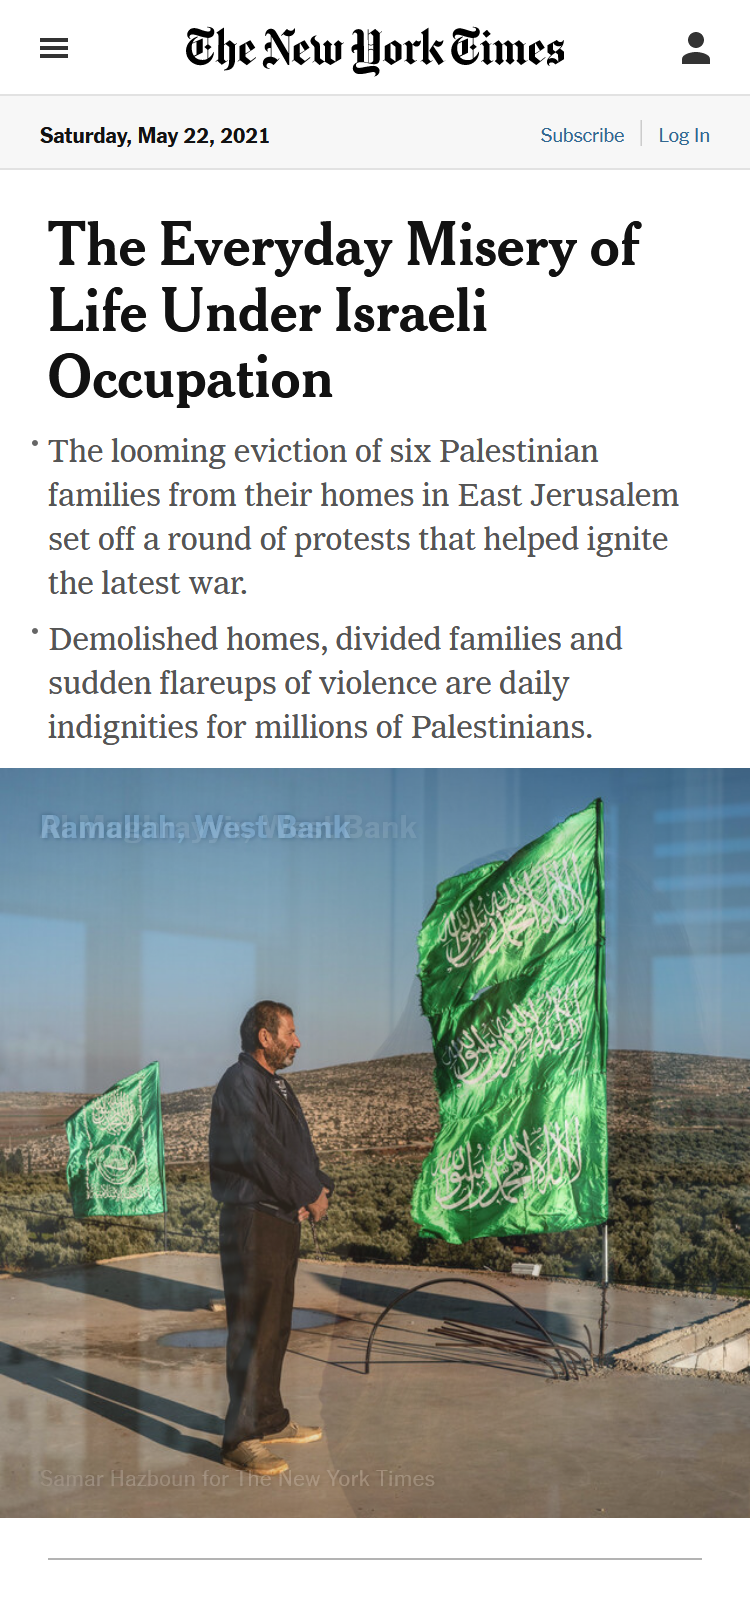 The New York Times
Saturday, May 22, 2021
Subscribe
Log In
The Everyday Misery of
Life Under Israeli
Occupation
• The looming eviction of six Palestinian
families from their homes in East Jerusalem
set off a round of protests that helped ignite
the latest war.
• Demolished homes, divided families and
sudden flareups of violence are daily
indignities for millions of Palestinians.
Ramallah, West Bank
West Bank
Samar Hazboun for The New York Times